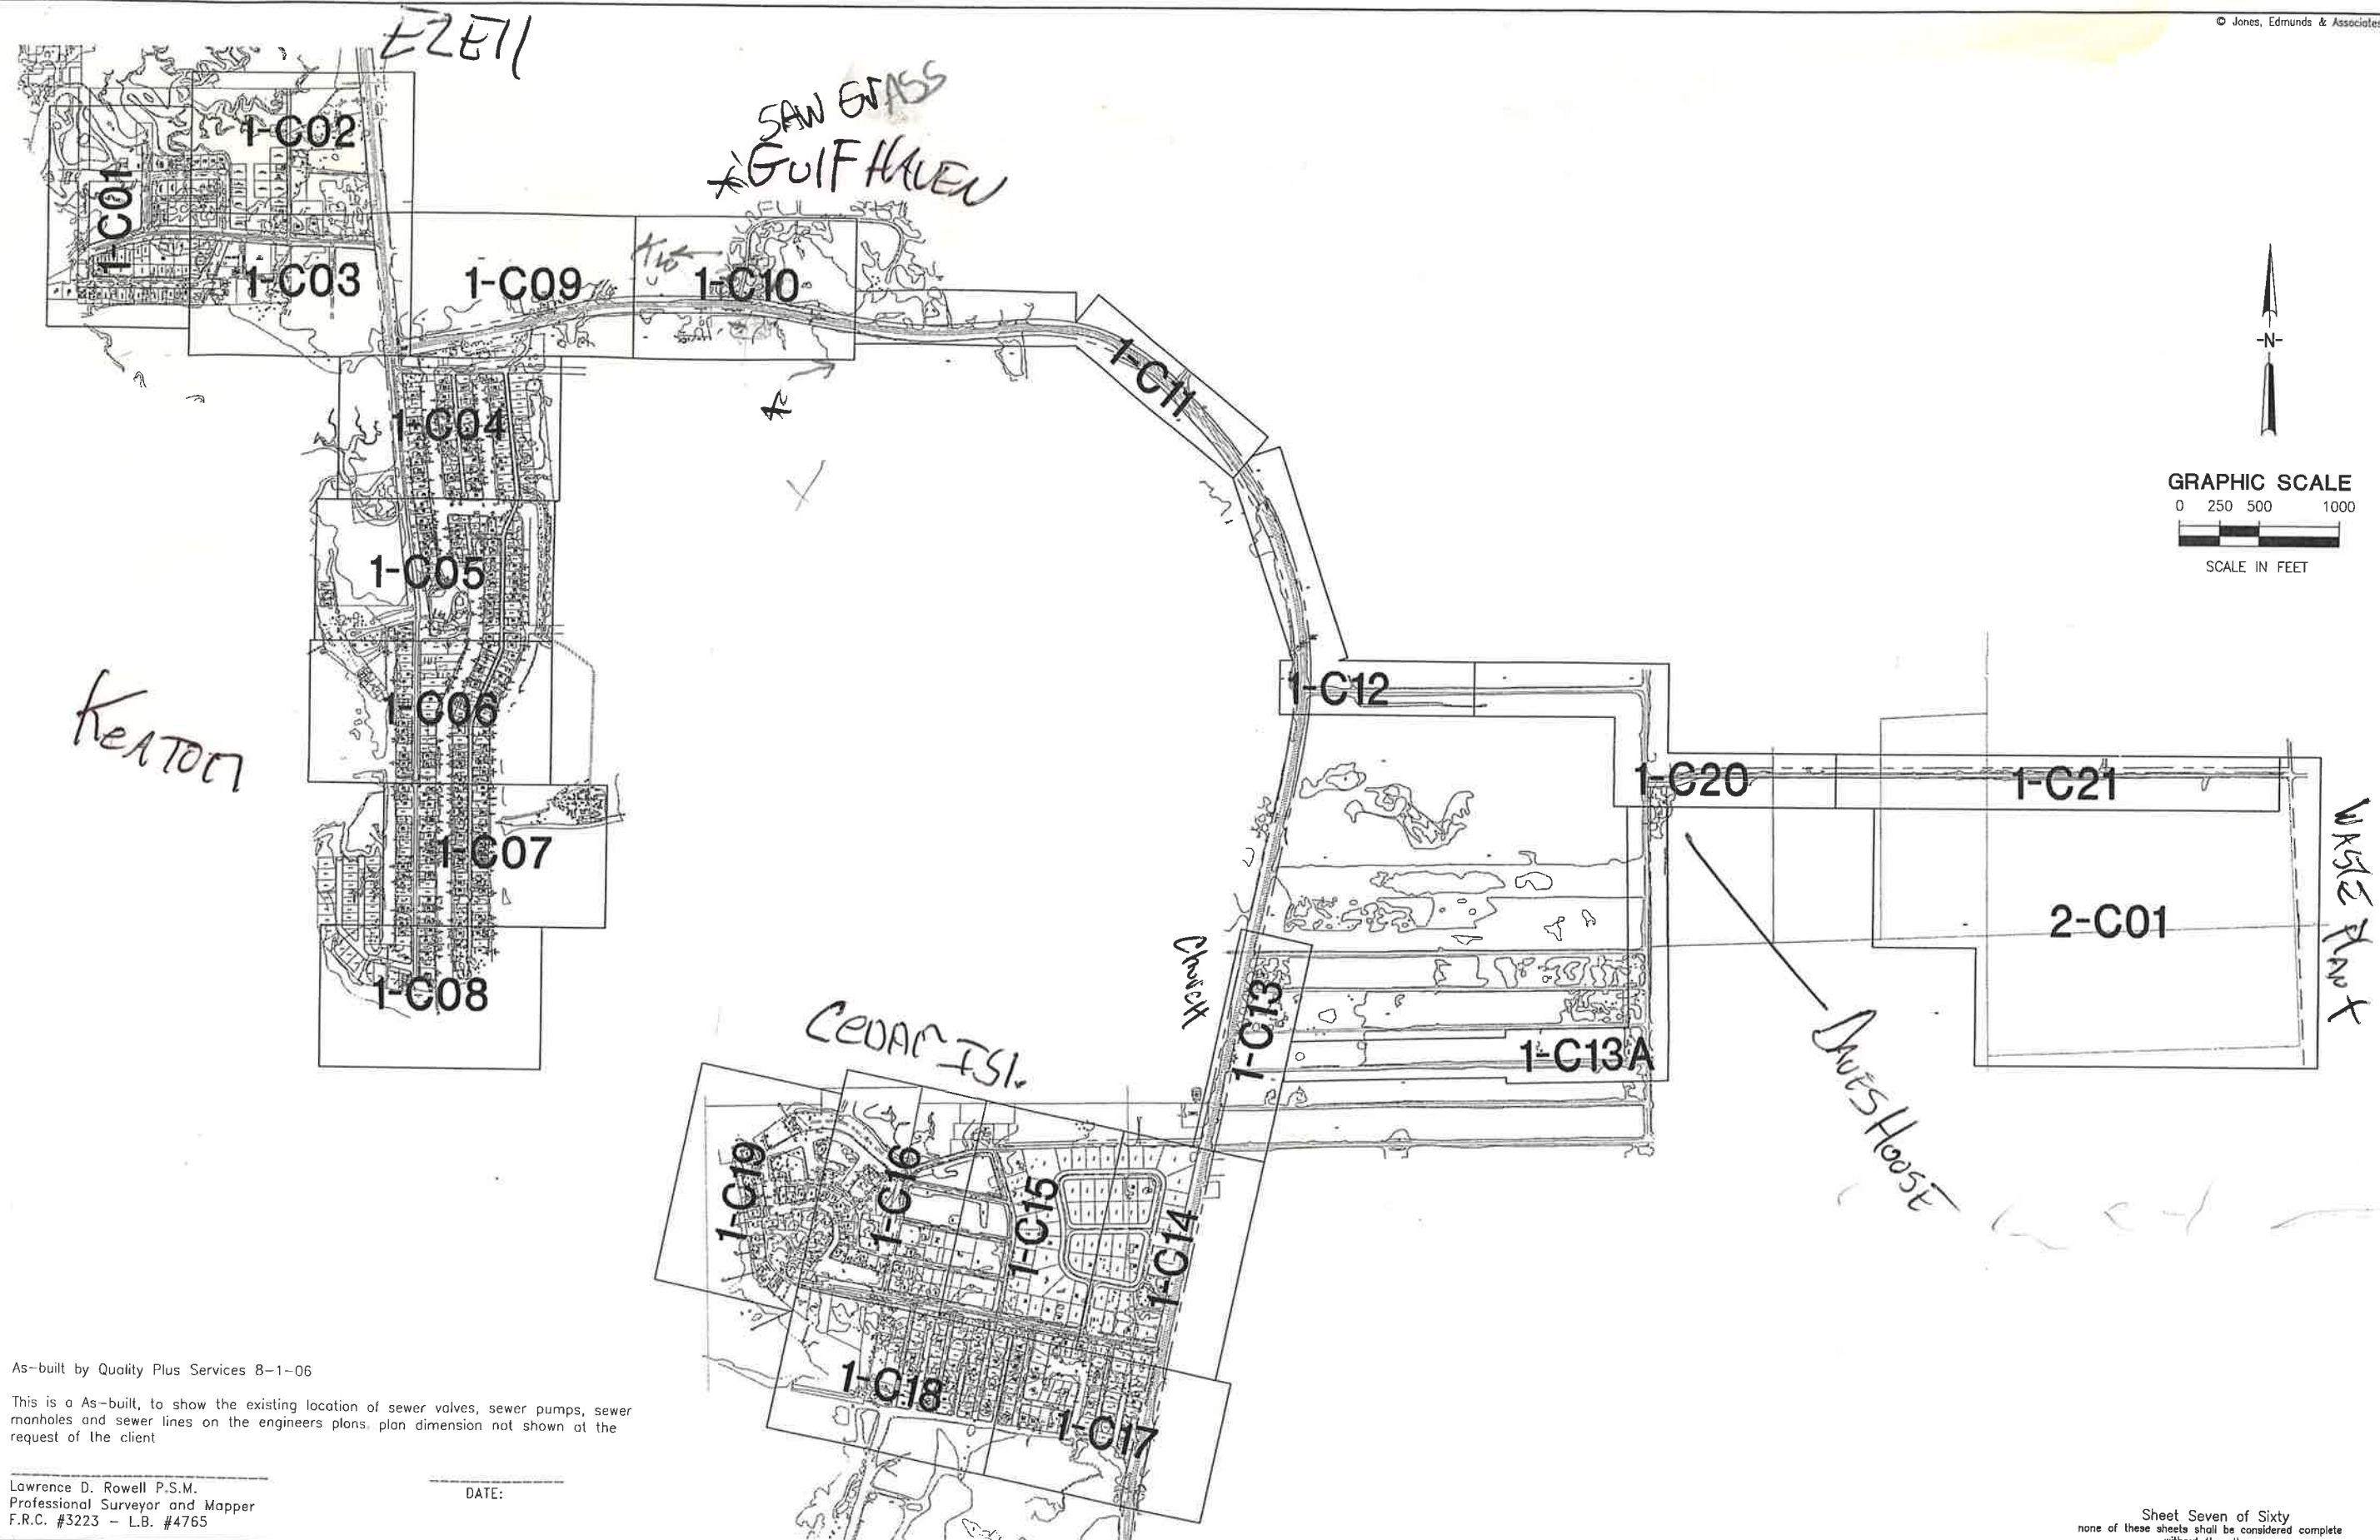 © Jones, Edmunds & Associates
EZEll
SAW GRASS
GulF HAVEN
1-C02
1-C01
1-C03
1-C09
1-C10
1-C11
-N-
GRAPHIC SCALE
0 250 500 1000
SCALE IN FEET
1-C04
1-C05
KeATON
1-C06
1-C12
1-C20
1-C21
WASTE PLANT
1-C07
2-C01
1-C08
CHURCH
1-C13
1-C13A
DAVES HOOSE
CEDAR ISl.
1-C19
1-C16
1-C15
1-C14
1-C18
1-C17
As-built by Quality Plus Services 8-1-06
This is a As-built, to show the existing location of sewer valves, sewer pumps, sewer
manholes and sewer lines on the engineers plans. plan dimension not shown at the
request of the client
Lawrence D. Rowell P.S.M.
Professional Surveyor and Mapper
F.R.C. #3223 - L.B. #4765
DATE:
Sheet Seven of Sixty
none of these sheets shall be considered complete